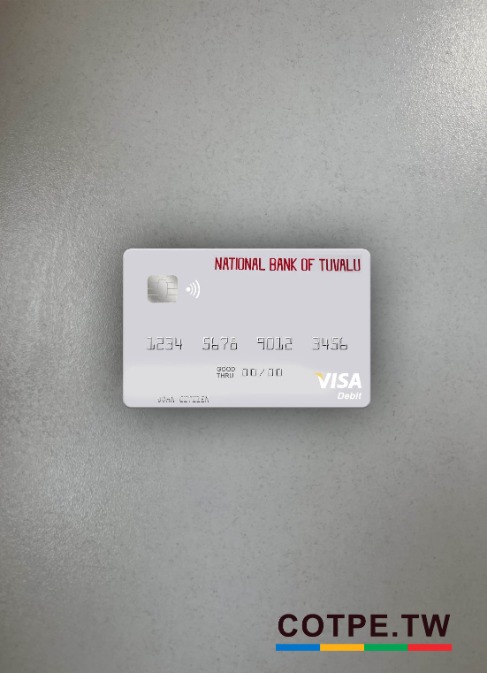 NATIONAL BANK OF TUVALU
1234 5678 9012 3456
GOOD
THRU 00/00
VISA
Debit
COTPE.TW